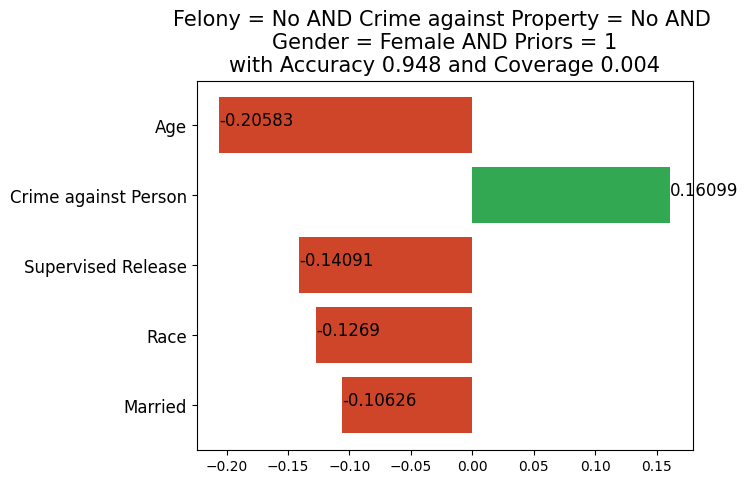 Felony = No AND Crime against Property = No AND
Gender = Female AND Priors = 1
with Accuracy 0.948 and Coverage 0.004
Age
-0.20583
Crime against Person
0.16099
Supervised Release
-0.14091
Race
-0.1269
Married
-0.10626
−0.20 −0.15 −0.10 −0.05 0.00 0.05 0.10 0.15